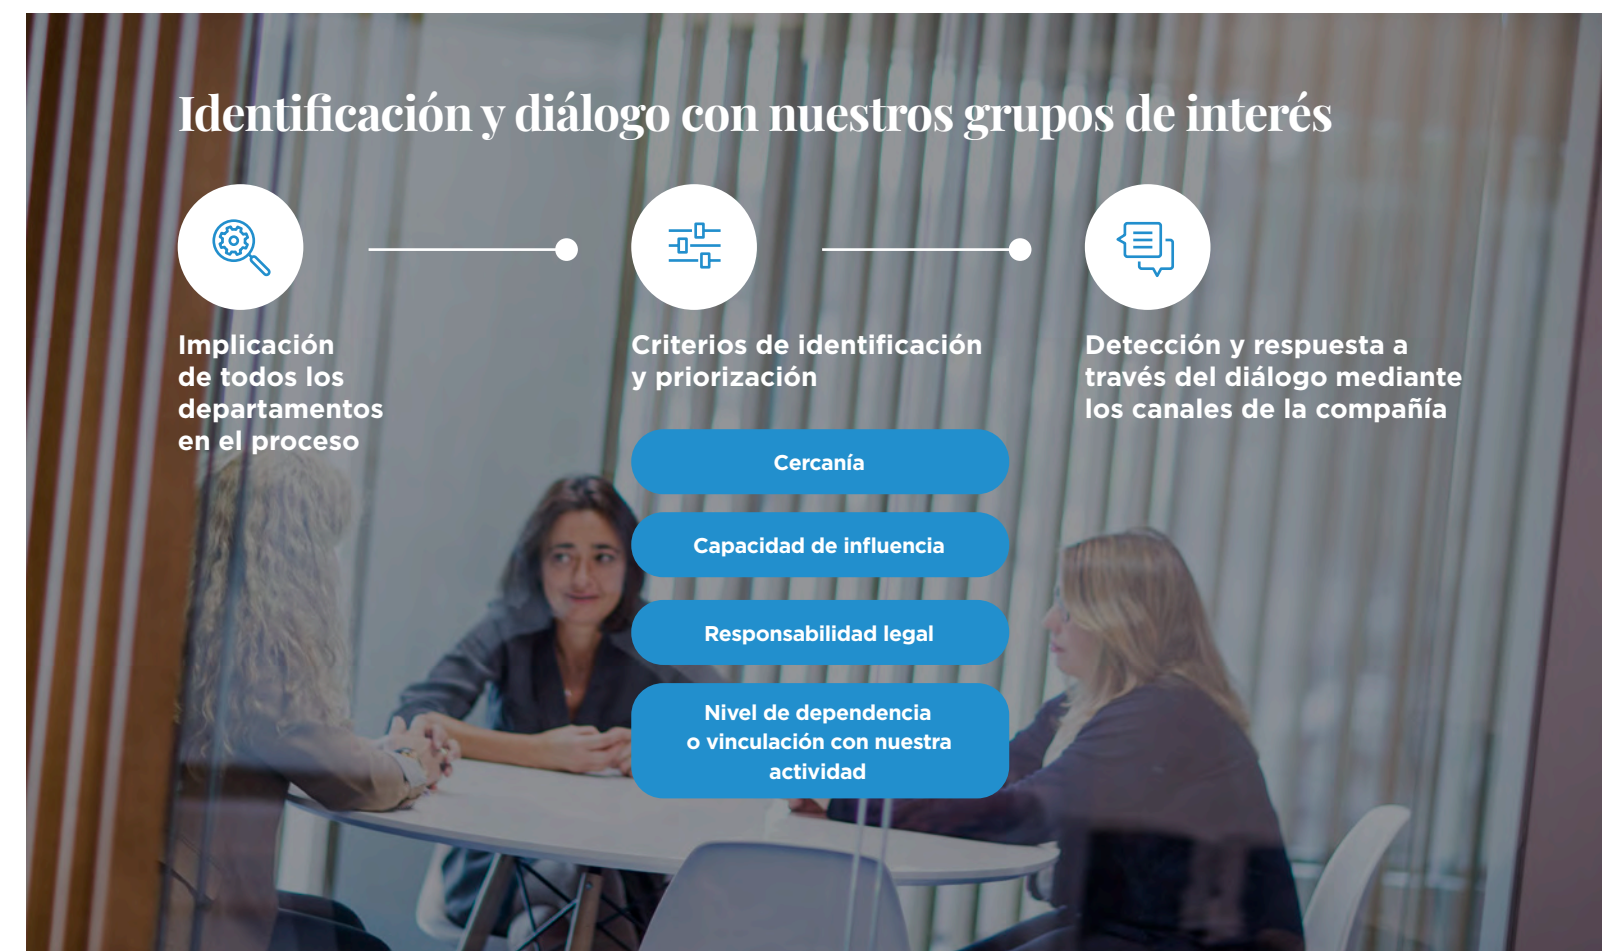 Identificación y diálogo con nuestros grupos de interés
Implicación
de todos los
departamentos
en el proceso
Criterios de identificación
y priorización
Cercanía
Capacidad de influencia
Responsabilidad legal
Nivel de dependencia
o vinculación con nuestra
actividad
Detección y respuesta a
través del diálogo mediante
los canales de la compañía